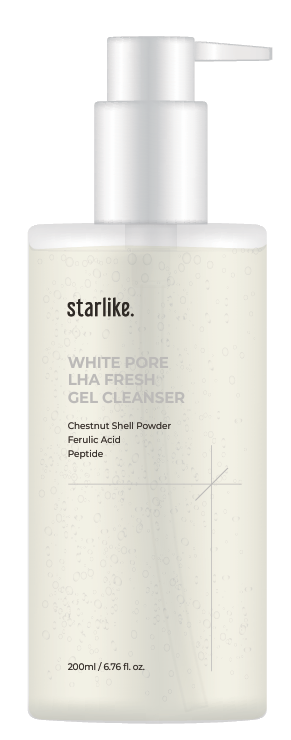 starlike.
WHITE PORE
LHA FRESH
GEL CLEANSER
Chestnut Shell Powder
Ferulic Acid
Peptide
200ml / 6.76 fl. oz.